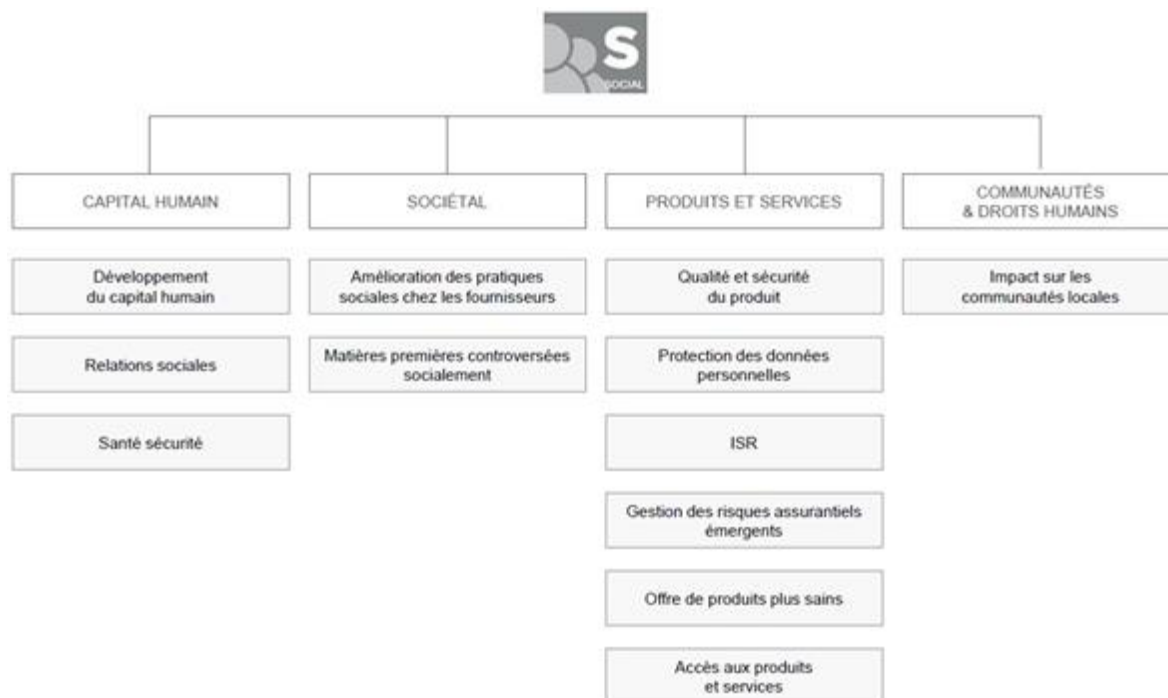 S
SOCIAL
CAPITAL HUMAIN
Développement
du capital humain
Relations sociales
Santé sécurité
SOCIÉTAL
Amélioration des pratiques
sociales chez les fournisseurs
Matières premières controversées
socialement
PRODUITS ET SERVICES
Qualité et sécurité
du produit
Protection des données
personnelles
ISR
Gestion des risques assurantiels
émergents
Offre de produits plus sains
Accès aux produits
et services
COMMUNAUTÉS
& DROITS HUMAINS
Impact sur les
communautés locales